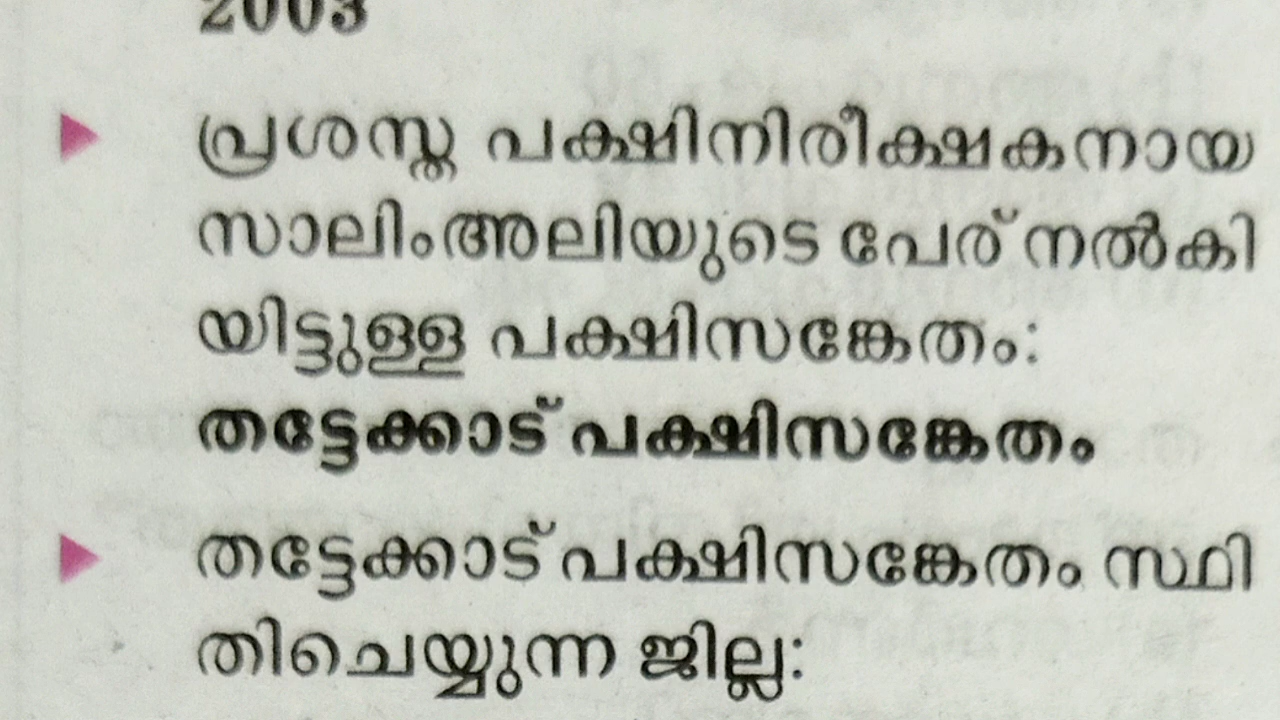 2003
പ്രശസ്ത പക്ഷിനിരീക്ഷകനായ
സാലിംഅലിയുടെ പേര് നൽകി
യിട്ടുള്ള പക്ഷിസങ്കേതം:
തട്ടേക്കാട് പക്ഷിസങ്കേതം
തട്ടേക്കാട് പക്ഷിസങ്കേതം സ്ഥി
തിചെയ്യുന്ന ജില്ല: